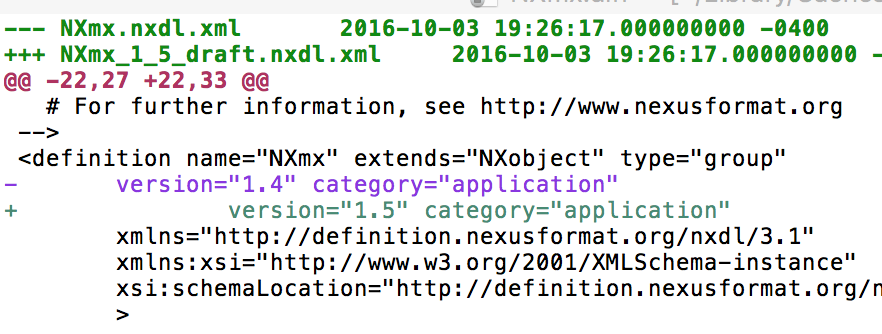 --- NXmx.nxdl.xml 2016-10-03 19:26:17.000000000 -0400
+++ NXmx_1_5_draft.nxdl.xml 2016-10-03 19:26:17.000000000 -
@@ -22,27 +22,33 @@
# For further information, see http://www.nexusformat.org
-->
<definition name="NXmx" extends="NXobject" type="group"
- version="1.4" category="application"
+ version="1.5" category="application"
xmlns="http://definition.nexusformat.org/nxdl/3.1"
xmlns:xsi="http://www.w3.org/2001/XMLSchema-instance"
xsi:schemaLocation="http://definition.nexusformat.org/n
>